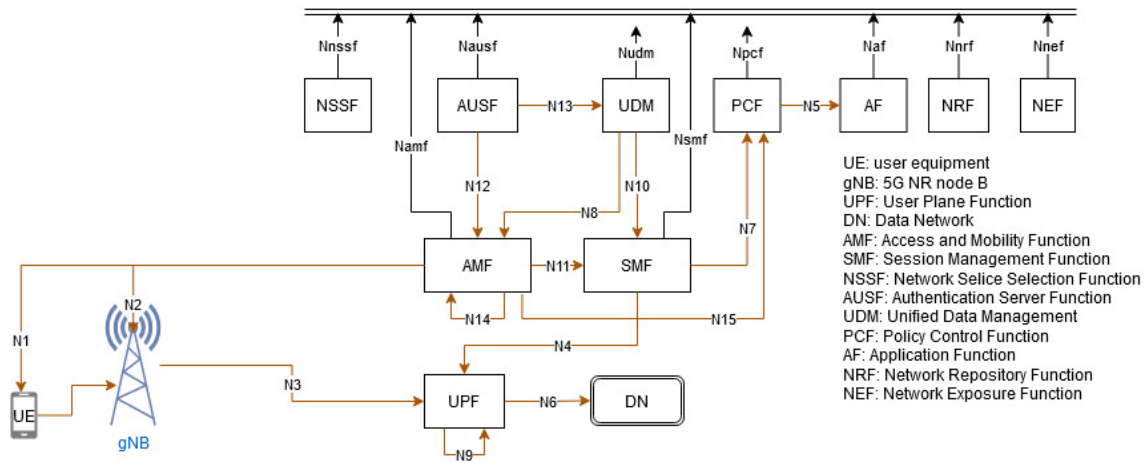 Nnssf
Nausf
Nudm
Npcf
Naf
Nnrf
Nnef
NSSF
AUSF
N13
UDM
PCF
N5
AF
NRF
NEF
Namf
Nsmf
N12
N10
N8
N7
AMF
N11
SMF
N14
N15
N1
N2
N4
N3
UE
gNB
UPF
N6
DN
N9
UE: user equipment
gNB: 5G NR node B
UPF: User Plane Function
DN: Data Network
AMF: Access and Mobility Function
SMF: Session Management Function
NSSF: Network Selice Selection Function
AUSF: Authentication Server Function
UDM: Unified Data Management
PCF: Policy Control Function
AF: Application Function
NRF: Network Repository Function
NEF: Network Exposure Function